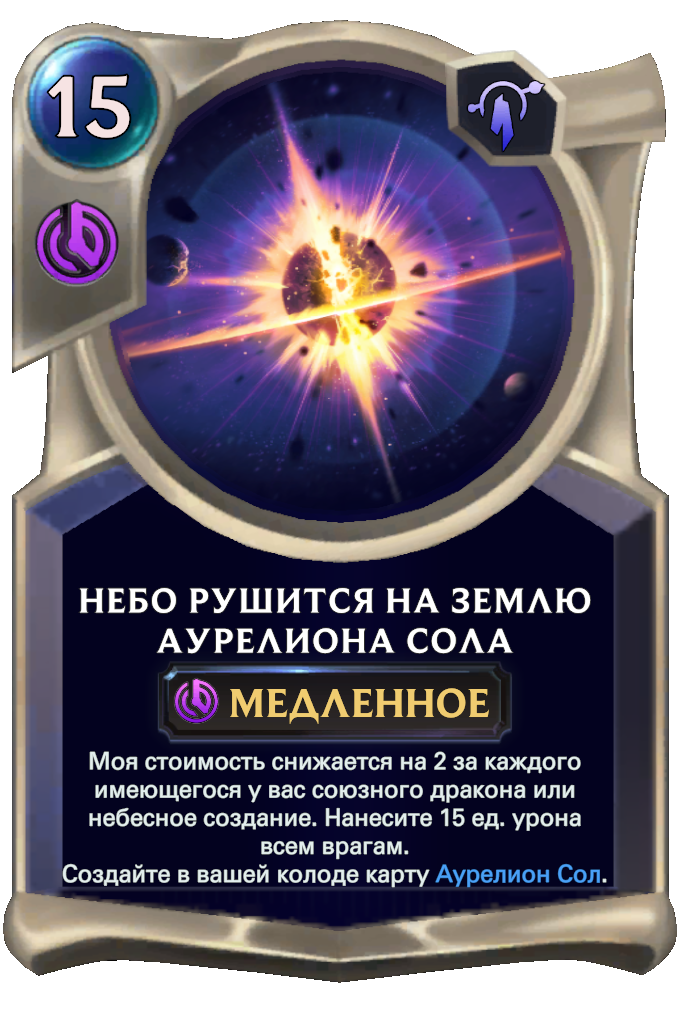 15
НЕБО РУШИТСЯ НА ЗЕМЛЮ
АУРЕЛИОНА СОЛА
МЕДЛЕННОЕ
Моя стоимость снижается на 2 за каждого
имеющегося у вас союзного дракона или
небесное создание. Нанесите 15 ед. урона
всем врагам.
Создайте в вашей колоде карту Аурелион Сол.